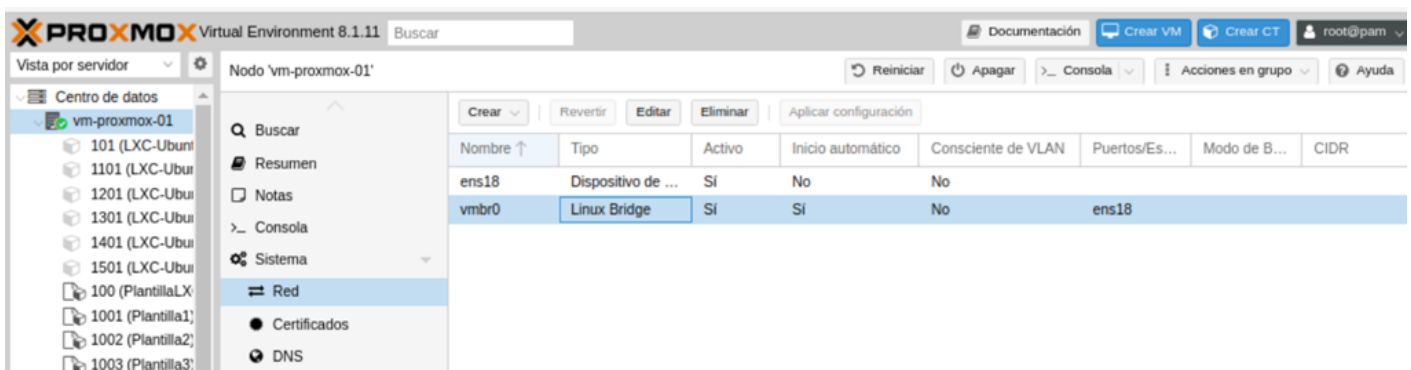 PROXMOX Virtual Environment 8.1.11 Buscar Documentación Crear VM Crear CT root@pam
Vista por servidor
Nodo 'vm-proxmox-01' Reiniciar Apagar >_ Consola Acciones en grupo Ayuda
Centro de datos
vm-proxmox-01
101 (LXC-Ubunt
1101 (LXC-Ubun
1201 (LXC-Ubun
1301 (LXC-Ubun
1401 (LXC-Ubun
1501 (LXC-Ubun
100 (PlantillaLX
1001 (Plantilla1)
1002 (Plantilla2)
1003 (Plantilla3)
Buscar
Resumen
Notas
>_ Consola
Sistema
Red
Certificados
DNS
Crear Revertir Editar Eliminar Aplicar configuración
Nombre ↑ Tipo Activo Inicio automático Consciente de VLAN Puertos/Es... Modo de B... CIDR
ens18 Dispositivo de ... Sí No No
vmbr0 Linux Bridge Sí Sí No ens18